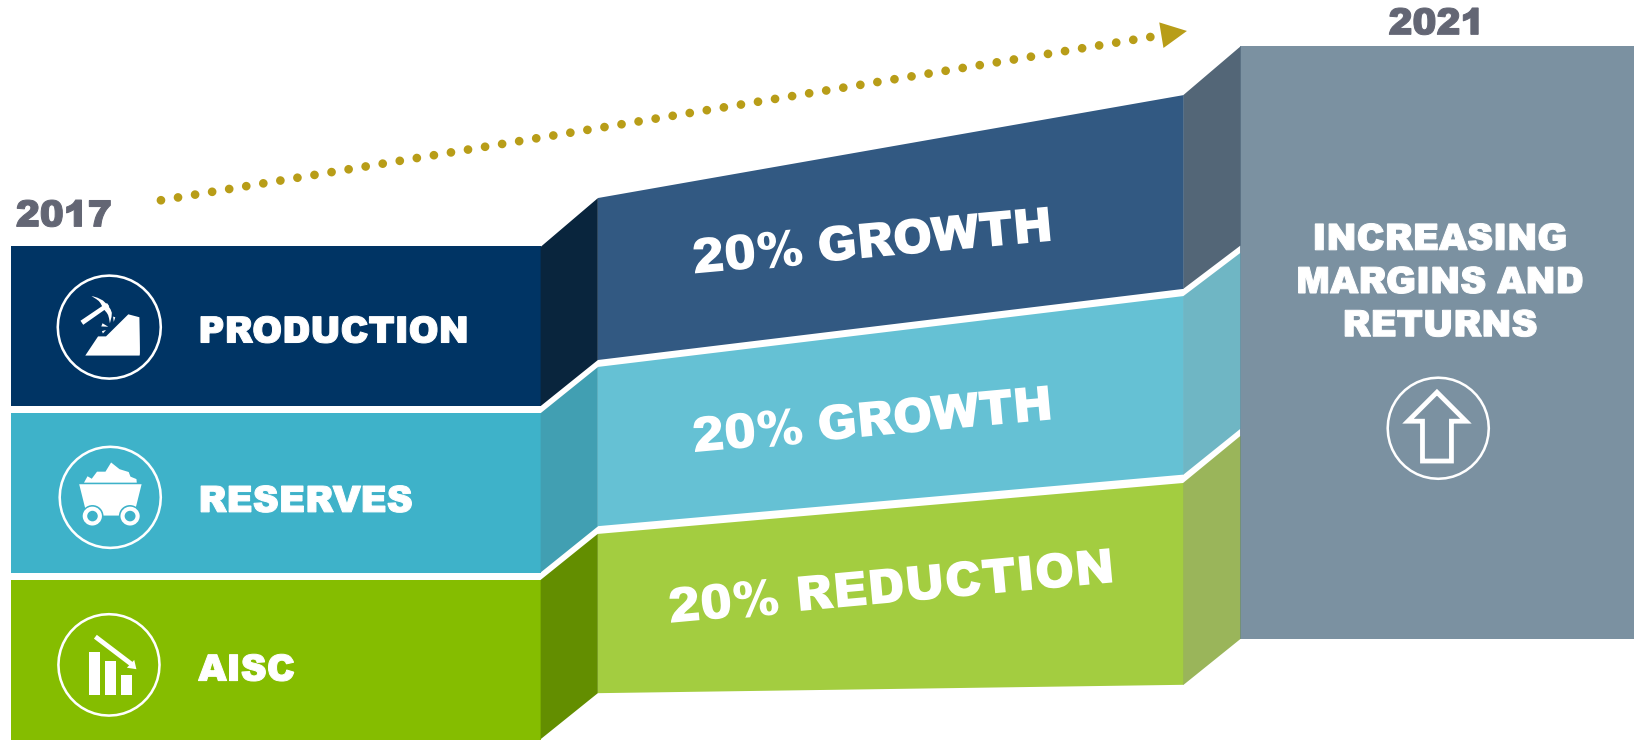 2021
2017
20% GROWTH
PRODUCTION
20% GROWTH
RESERVES
20% REDUCTION
AISC
INCREASING
MARGINS AND
RETURNS